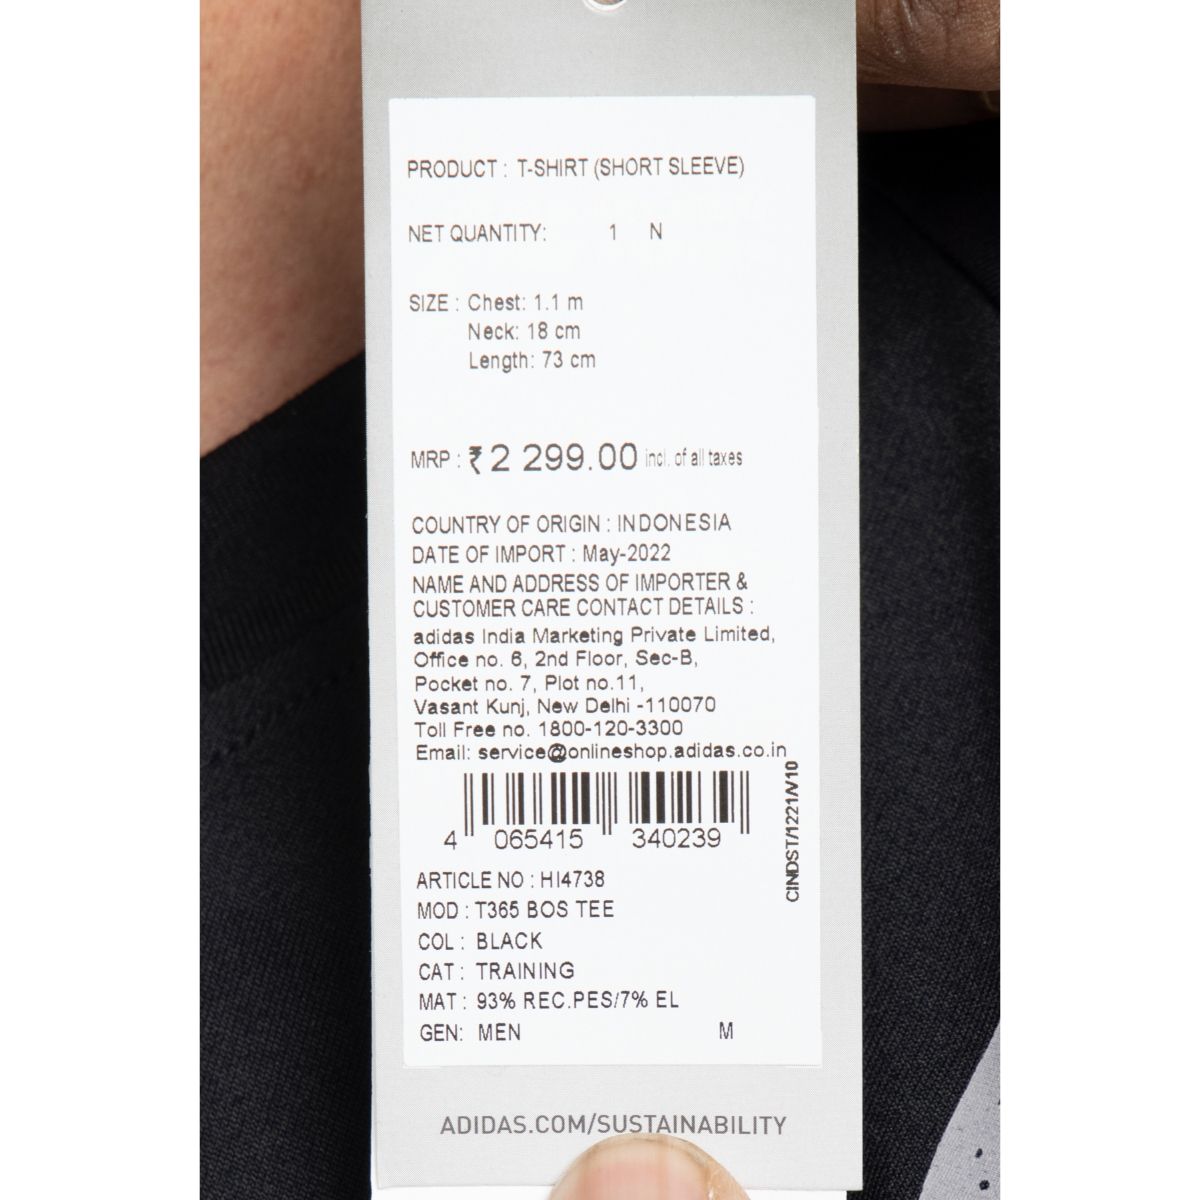 PRODUCT : T-SHIRT (SHORT SLEEVE)
NET QUANTITY: 1 N
SIZE : Chest: 1.1 m
Neck: 18 cm
Length: 73 cm
MRP : ₹ 2 299.00 incl. of all taxes
COUNTRY OF ORIGIN : INDONESIA
DATE OF IMPORT : May-2022
NAME AND ADDRESS OF IMPORTER &
CUSTOMER CARE CONTACT DETAILS :
adidas India Marketing Private Limited,
Office no. 6, 2nd Floor, Sec-B,
Pocket no. 7, Plot no.11,
Vasant Kunj, New Delhi -110070
Toll Free no. 1800-120-3300
Email: service@onlineshop.adidas.co.in
CINDST/1221/V10
4 065415 340239
ARTICLE NO : HI4738
MOD : T365 BOS TEE
COL : BLACK
CAT : TRAINING
MAT : 93% REC.PES/7% EL
GEN: MEN M
ADIDAS.COM/SUSTAINABILITY